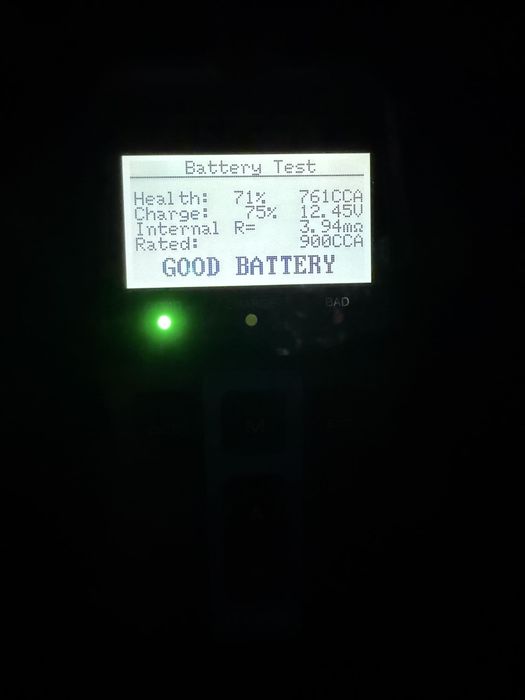 Battery Test
Health: 71% 761CCA
Charge: 75% 12.45V
Internal R= 3.94mΩ
Rated: 900CCA
GOOD BATTERY
BAD